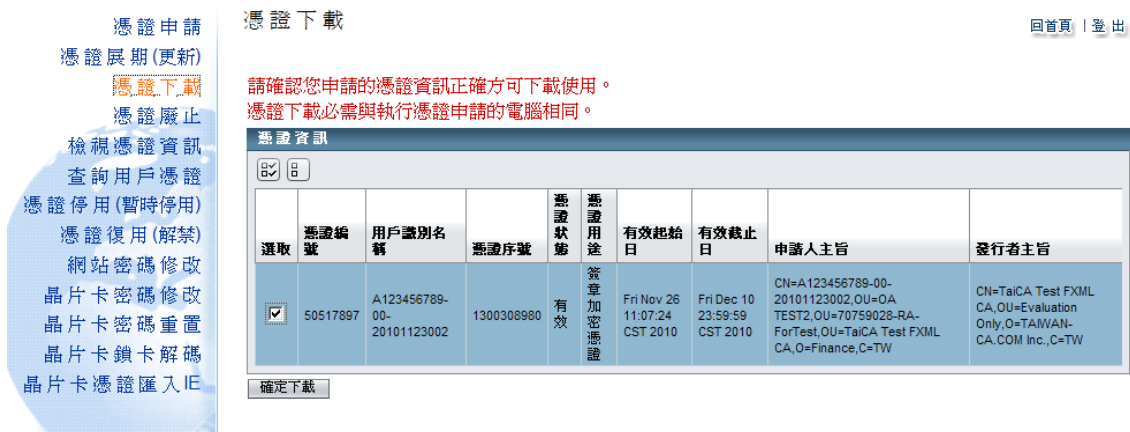 憑證申請
憑證展期(更新)
憑證下載
憑證廢止
檢視憑證資訊
查詢用戶憑證
憑證停用(暫時停用)
憑證復用(解禁)
網站密碼修改
晶片卡密碼修改
晶片卡密碼重置
晶片卡鎖卡解碼
晶片卡憑證匯入IE
憑證下載
回首頁 | 登出
請確認您申請的憑證資訊正確方可下載使用。
憑證下載必需與執行憑證申請的電腦相同。
憑證資訊
選取 憑證編號 用戶識別名稱 憑證序號 憑證狀態 憑證用途 有效起始日 有效截止日 申請人主旨 發行者主旨
50517897
A123456789-
00-
20101123002
1300308980
有效
簽章加密憑證
Fri Nov 26
11:07:24
CST 2010
Fri Dec 10
23:59:59
CST 2010
CN=A123456789-00-
20101123002,OU=OA
TEST2,OU=70759028-RA-
ForTest,OU=TaiCA Test FXML
CA,O=Finance,C=TW
CN=TaiCA Test FXML
CA,OU=Evaluation
Only,O=TAIWAN-
CA.COM Inc.,C=TW
確定下載